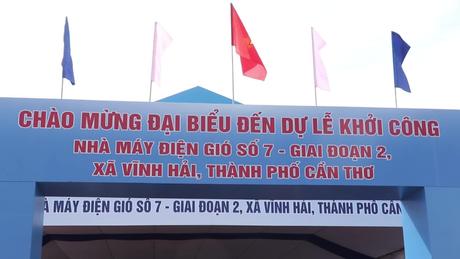 CHÀO MỪNG ĐẠI BIỂU ĐẾN DỰ LỄ KHỞI CÔNG
NHÀ MÁY ĐIỆN GIÓ SỐ 7 - GIAI ĐOẠN 2,
XÃ VĨNH HẢI, THÀNH PHỐ CẦN THƠ
NHÀ MÁY ĐIỆN GIÓ SỐ 7 - GIAI ĐOẠN 2, XÃ VĨNH HẢI, THÀNH PHỐ CẦN